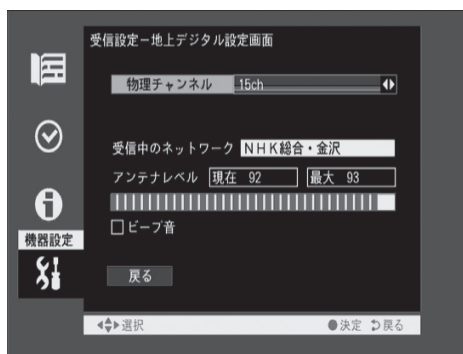 受信設定－地上デジタル設定画面
物理チャンネル 15ch
受信中のネットワーク NHK総合・金沢
アンテナレベル 現在 92 最大 93
ビープ音
機器設定
戻る
選択 決定 戻る